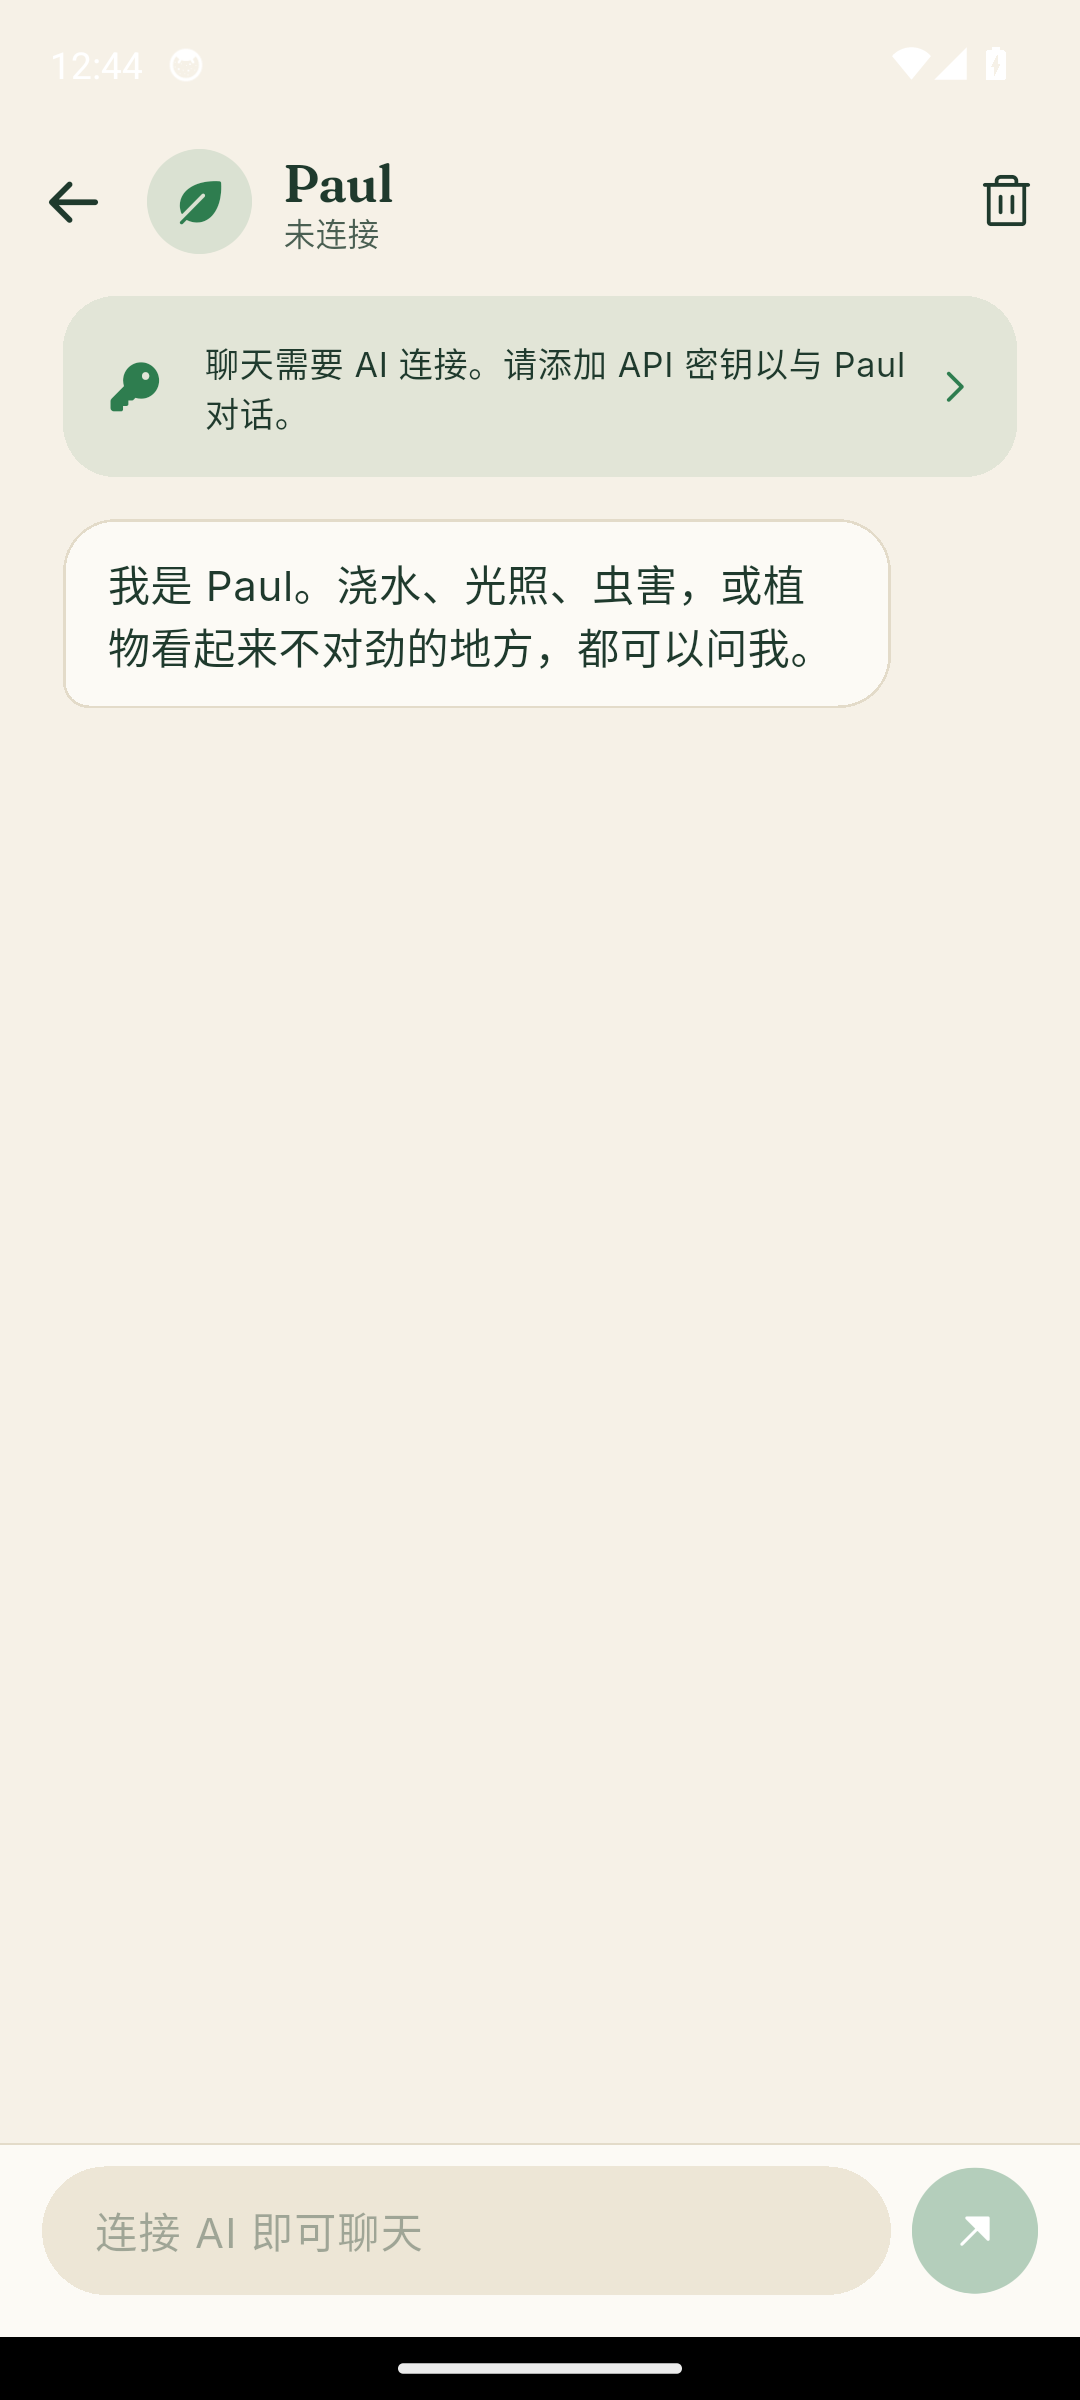 12:44
Paul
未连接
聊天需要 AI 连接。请添加 API 密钥以与 Paul
对话。
我是 Paul。浇水、光照、虫害，或植
物看起来不对劲的地方，都可以问我。
连接 AI 即可聊天